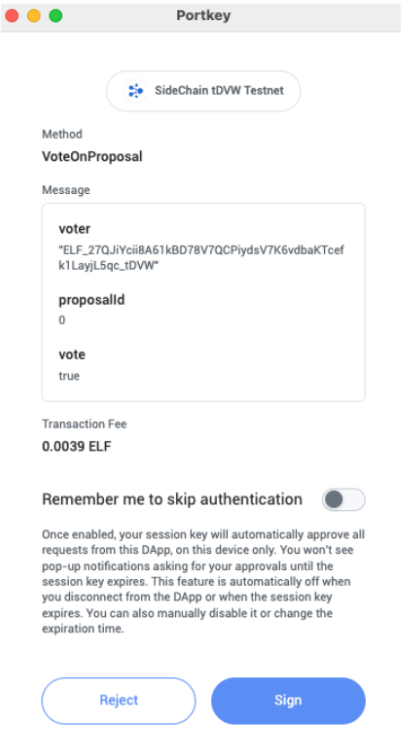 Portkey
SideChain tDVW Testnet
Method
VoteOnProposal
Message
voter
"ELF_27QJiYcii8A61kBD78V7QCPiydsV7K6vdbaKTcef
k1LayjL5qc_tDVW"
proposalId
0
vote
true
Transaction Fee
0.0039 ELF
Remember me to skip authentication
Once enabled, your session key will automatically approve all
requests from this DApp, on this device only. You won't see
pop-up notifications asking for your approvals until the
session key expires. This feature is automatically off when
you disconnect from the DApp or when the session key
expires. You can also manually disable it or change the
expiration time.
Reject
Sign